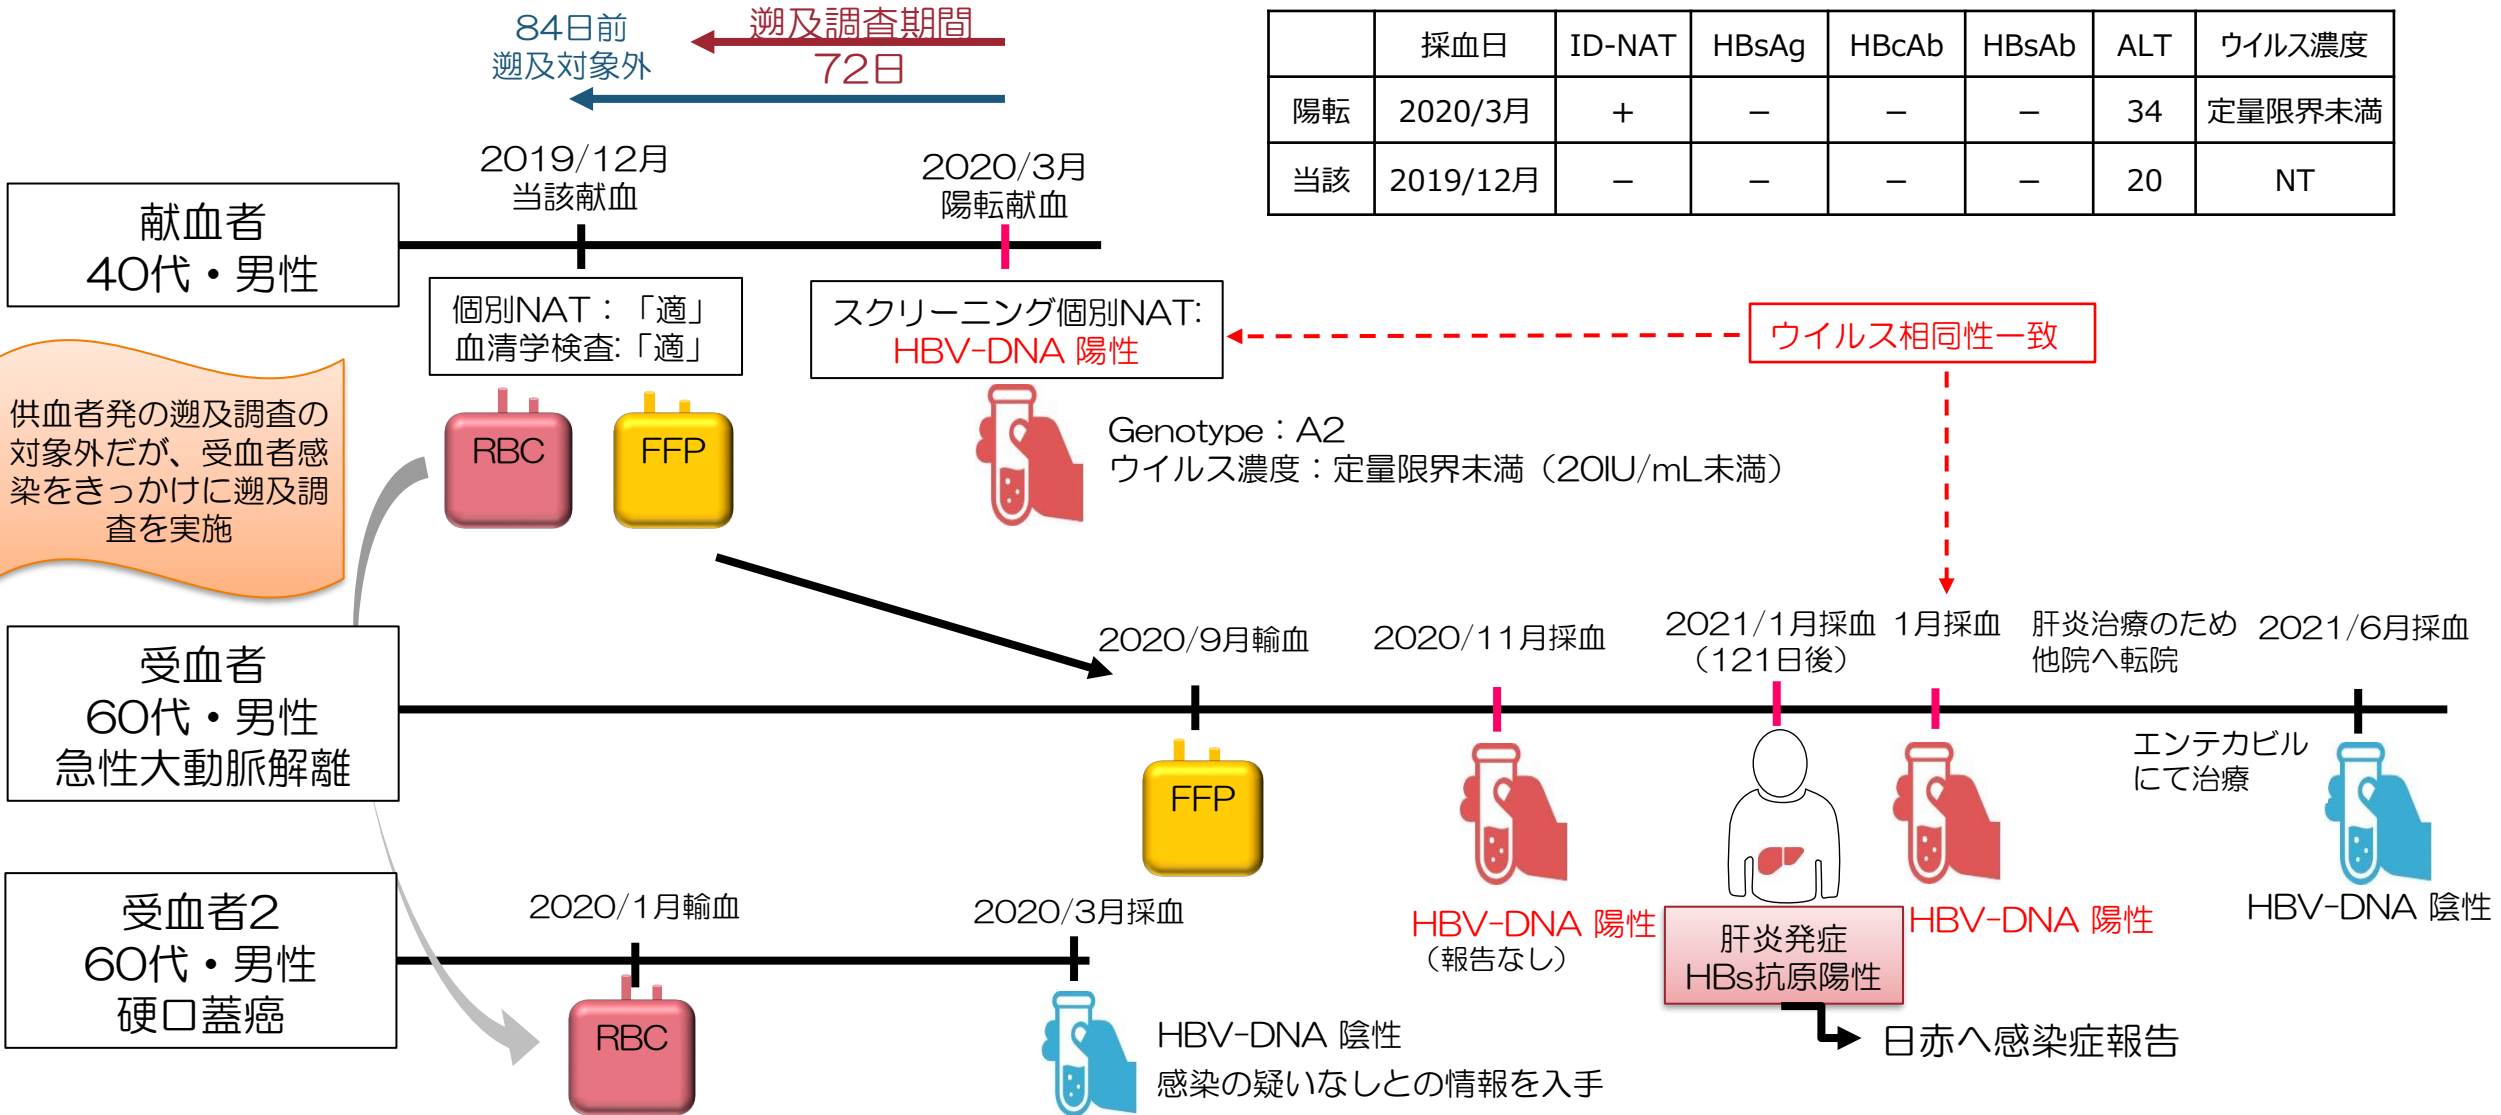 84日前
遡及対象外
遡及調査期間
72日
採血日 ID-NAT HBsAg HBcAb HBsAb ALT ウイルス濃度
陽転 2020/3月 + − − − 34 定量限界未満
当該 2019/12月 − − − − 20 NT
2019/12月
当該献血
2020/3月
陽転献血
献血者
40代・男性
個別NAT：「適」
血清学検査:「適」
スクリーニング個別NAT:
HBV-DNA 陽性
ウイルス相同性一致
供血者発の遡及調査の
対象外だが、受血者感
染をきっかけに遡及調
査を実施
RBC
FFP
Genotype：A2
ウイルス濃度：定量限界未満（20IU/mL未満）
受血者
60代・男性
急性大動脈解離
2020/9月輸血
2020/11月採血
2021/1月採血
（121日後）
1月採血
肝炎治療のため
他院へ転院
2021/6月採血
FFP
エンテカビル
にて治療
HBV-DNA 陽性
（報告なし）
肝炎発症
HBs抗原陽性
HBV-DNA 陽性
HBV-DNA 陰性
日赤へ感染症報告
受血者2
60代・男性
硬口蓋癌
2020/1月輸血
2020/3月採血
RBC
HBV-DNA 陰性
感染の疑いなしとの情報を入手